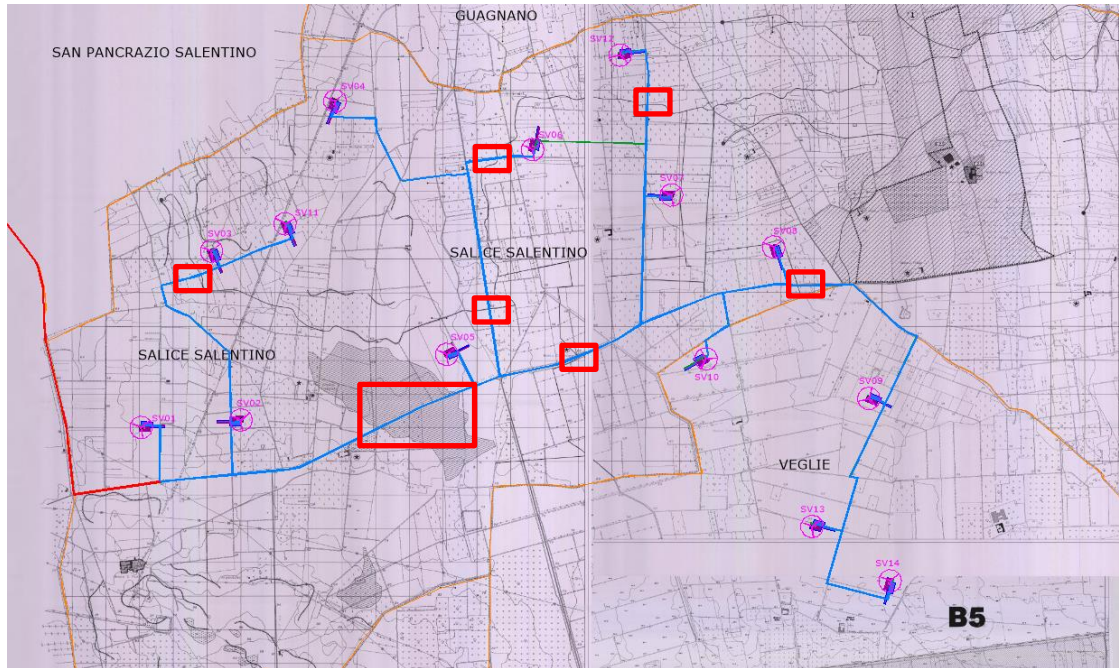 GUAGNANO
SAN PANCRAZIO SALENTINO
SV12
SV04
SV06
SV07
SV11
SV03
SV08
SALICE SALENTINO
SV05
SALICE SALENTINO
SV10
SV09
SV01
SV02
VEGLIE
SV13
SV14
B5